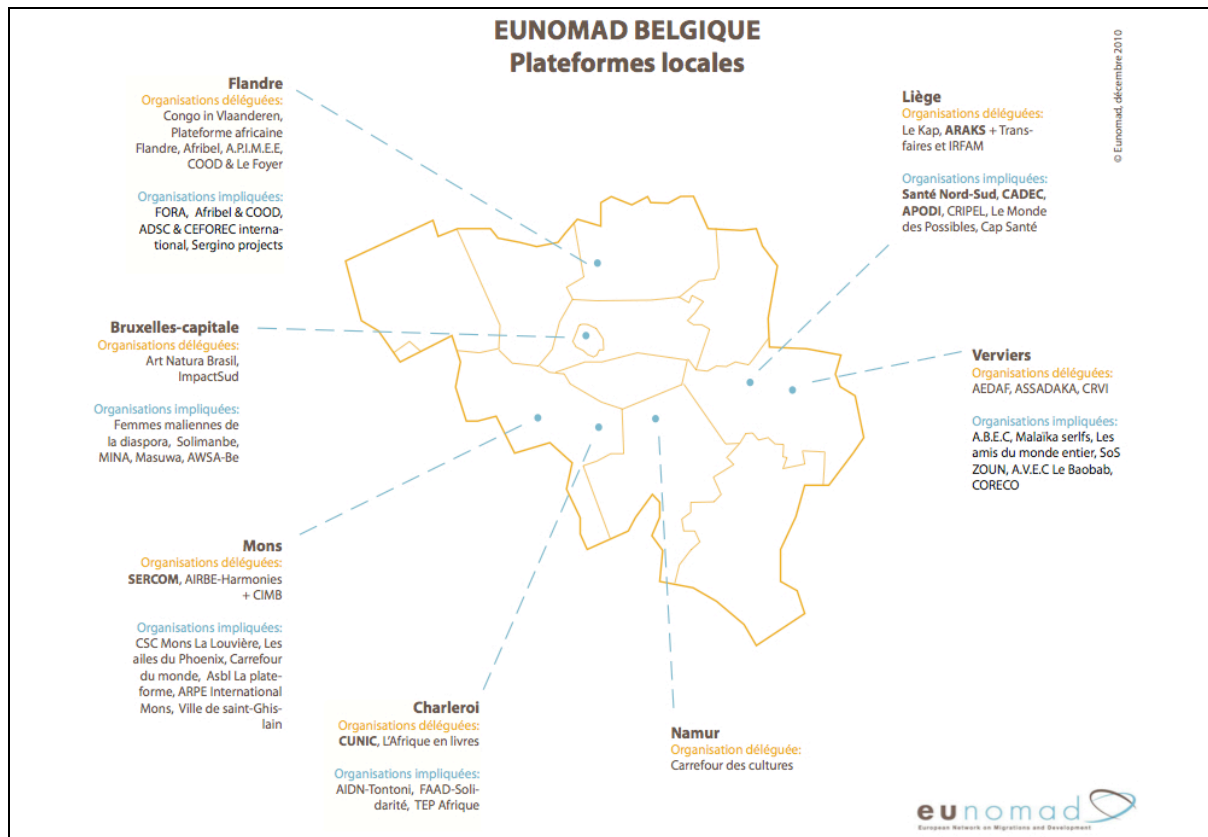 EUNOMAD BELGIQUE
Plateformes locales
© Eunomad, décembre 2010
Flandre
Organisations déléguées:
Congo in Vlaanderen,
Plateforme africaine
Flandre, Afribel, A.P.I.M.E.E,
COOD & Le Foyer
Organisations impliquées:
FORA, Afribel & COOD,
ADSC & CEFOREC interna-
tional, Sergino projects
Liège
Organisations déléguées:
Le Kap, ARAKS + Trans-
faires et IRFAM
Organisations impliquées:
Santé Nord-Sud, CADEC,
APODI, CRIPEL, Le Monde
des Possibles, Cap Santé
Bruxelles-capitale
Organisations déléguées:
Art Natura Brasil,
ImpactSud
Organisations impliquées:
Femmes maliennes de
la diaspora, Solimanbe,
MINA, Masuwa, AWSA-Be
Verviers
Organisations déléguées:
AEDAF, ASSADAKA, CRVI
Organisations impliquées:
A.B.E.C, Malaïka serlfs, Les
amis du monde entier, SoS
ZOUN, A.V.E.C Le Baobab,
CORECO
Mons
Organisations déléguées:
SERCOM, AIRBE-Harmonies
+ CIMB
Organisations impliquées:
CSC Mons La Louvière, Les
ailes du Phoenix, Carrefour
du monde, Asbl La plate-
forme, ARPE International
Mons, Ville de saint-Ghis-
lain
Charleroi
Organisations déléguées:
CUNIC, L'Afrique en livres
Organisations impliquées:
AIDN-Tontoni, FAAD-Soli-
darité, TEP Afrique
Namur
Organisation déléguée:
Carrefour des cultures
eunomad
European Network on Migrations and Development